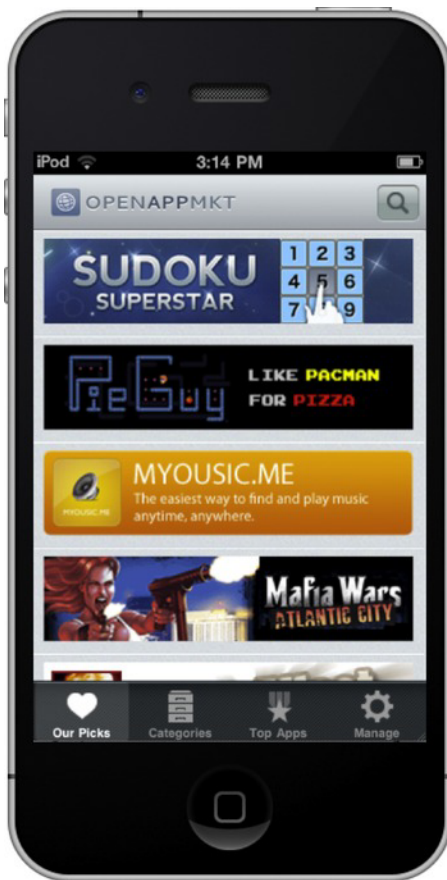 iPod 3:14 PM
OPENAPPMKT
SUDOKU
SUPERSTAR
1 2 3
4 5 6
7 9
PieGuy
LIKE PACMAN
FOR PIZZA
MYOUSIC.ME
MYOUSIC.ME
The easiest way to find and play music
anytime, anywhere.
Mafia Wars
ATLANTIC CITY
Our Picks Categories Top Apps Manage